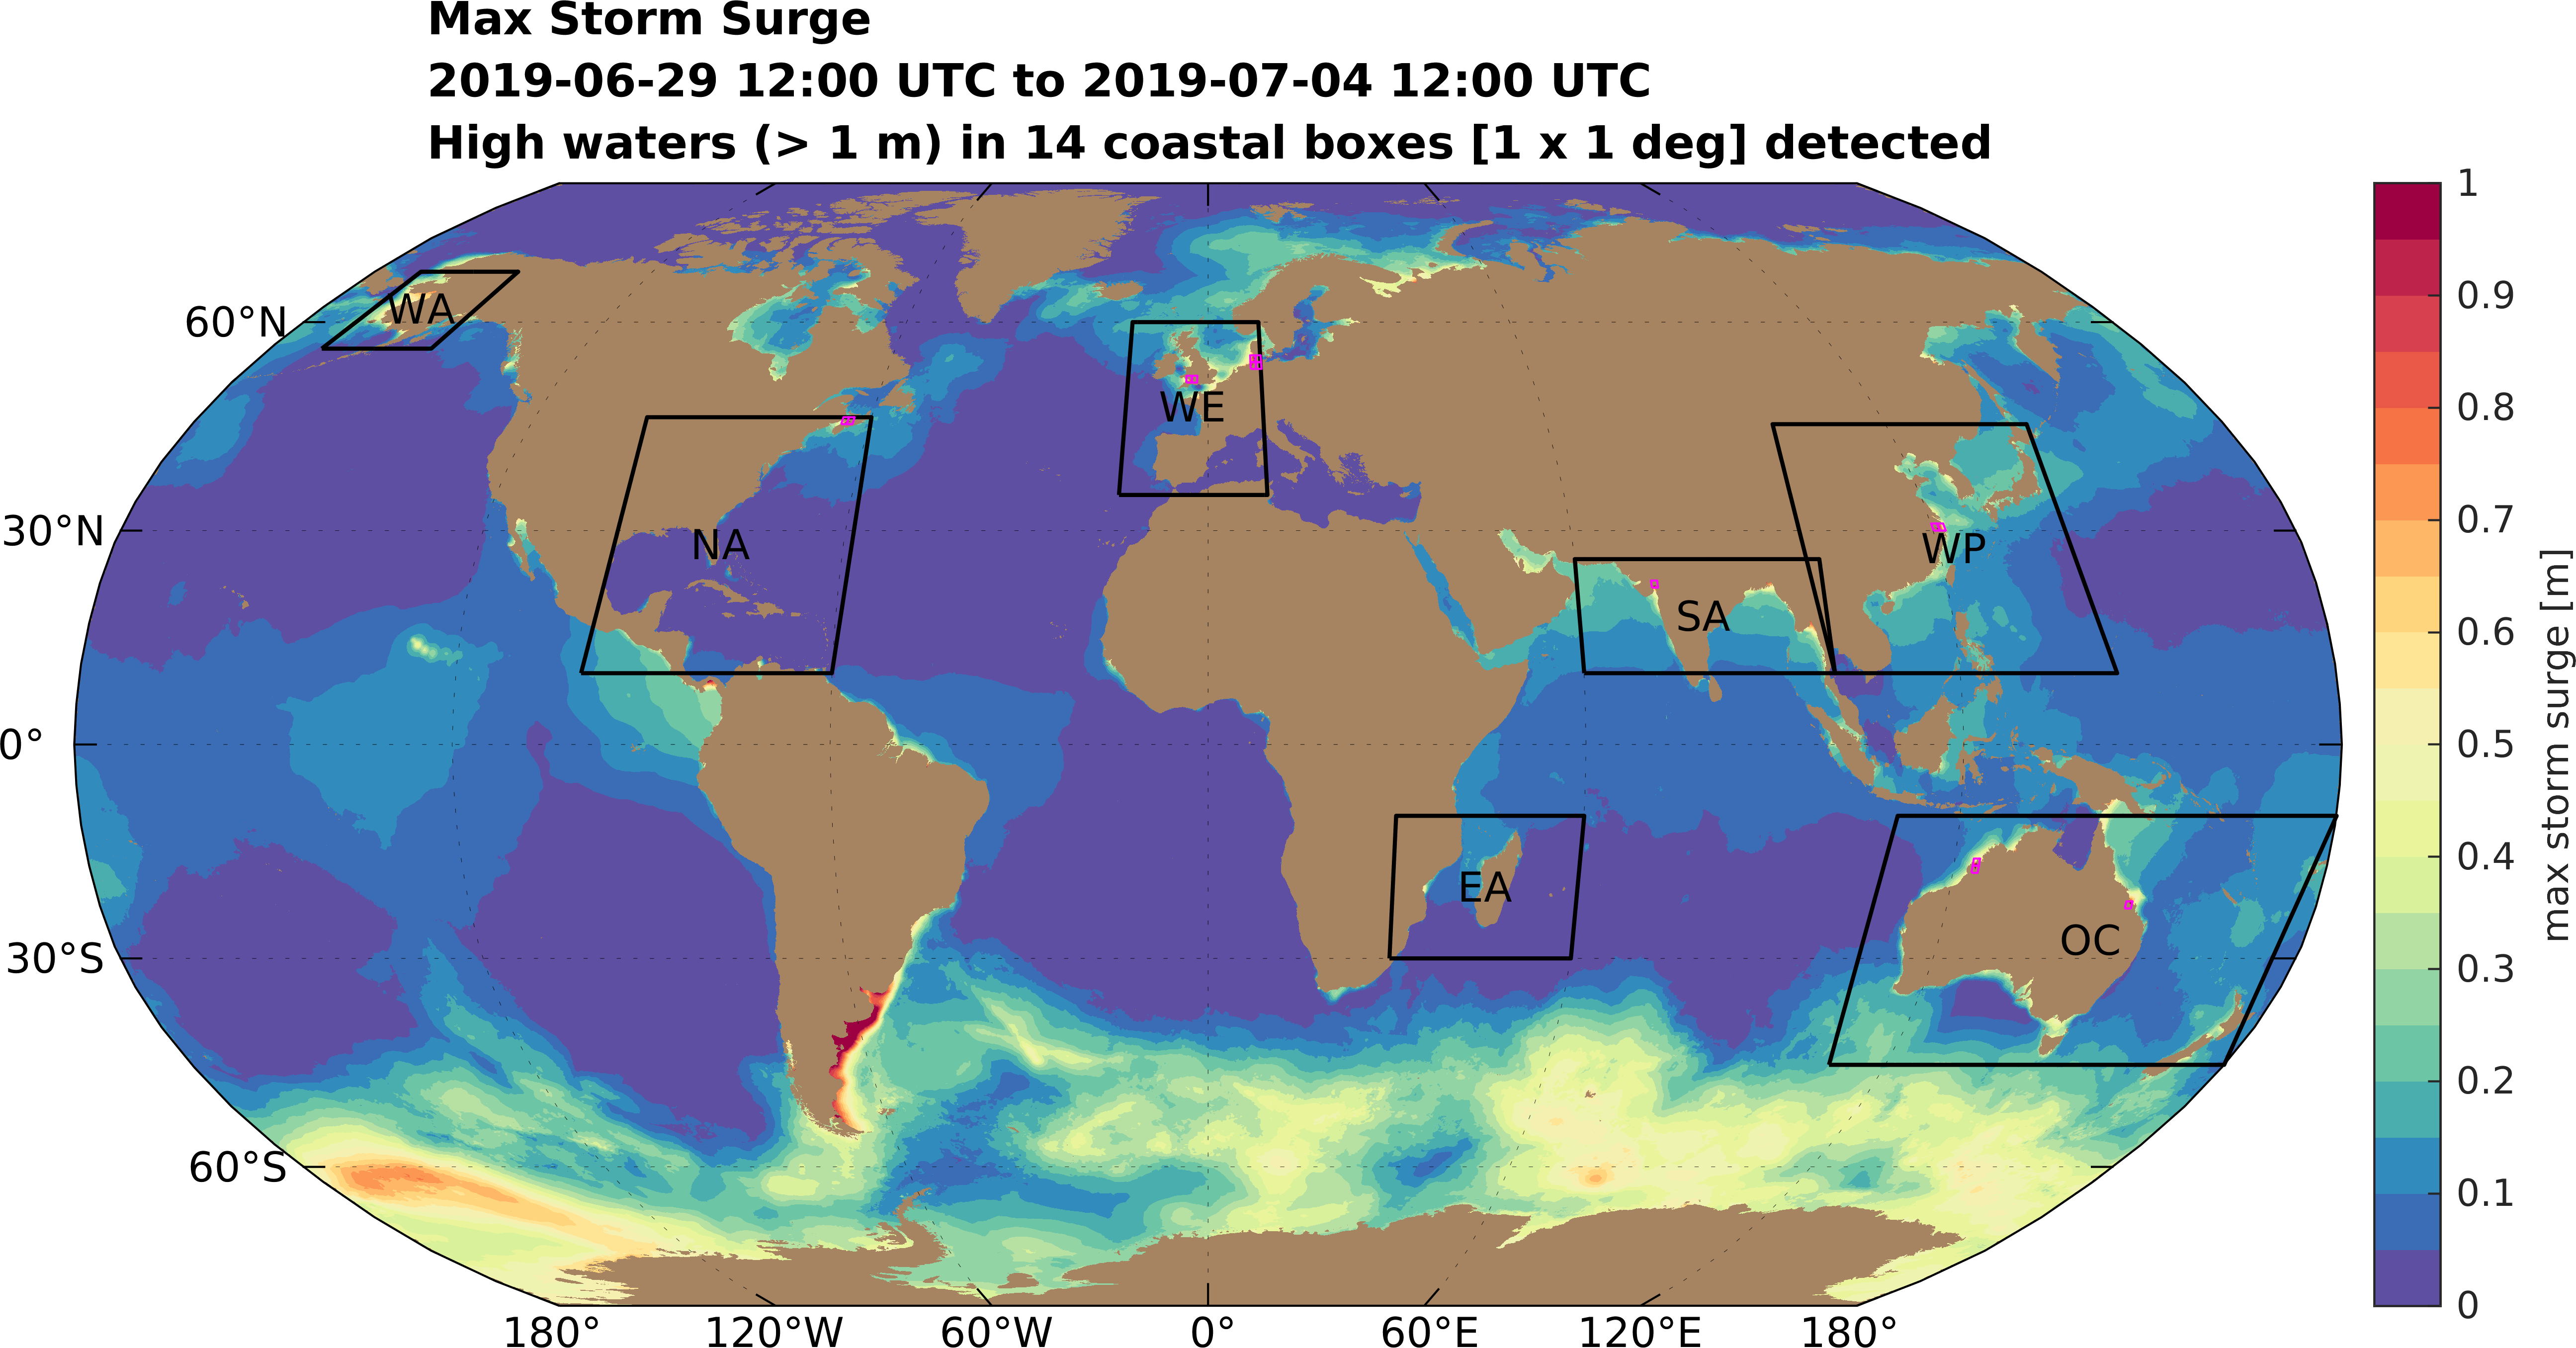 Max Storm Surge
2019-06-29 12:00 UTC to 2019-07-04 12:00 UTC
High waters (> 1 m) in 14 coastal boxes [1 x 1 deg] detected
60°N
30°N
0°
30°S
60°S
WA
NA
WE
SA
WP
EA
OC
180°
120°W
60°W
0°
60°E
120°E
180°
1
0.9
0.8
0.7
0.6
0.5
0.4
0.3
0.2
0.1
0
max storm surge [m]